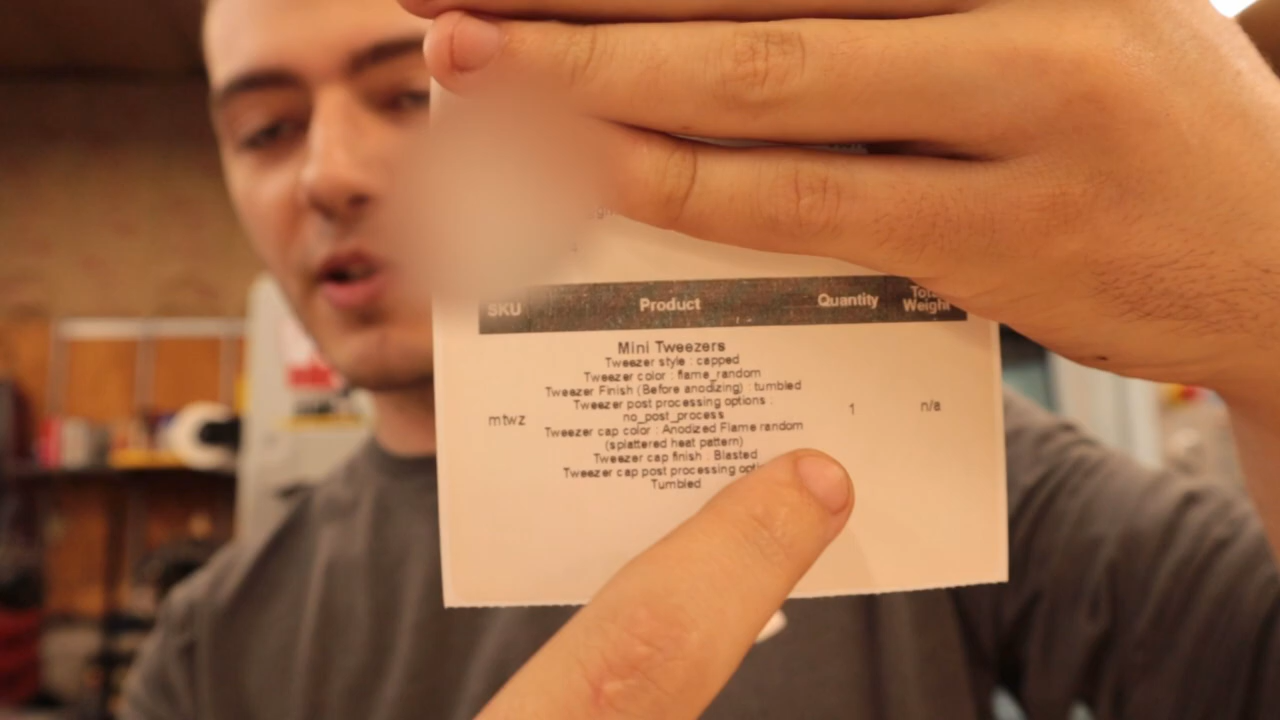 SKU Product Quantity Total Weight
Mini Tweezers
Tweezer style : capped
Tweezer color : flame_random
Tweezer Finish (Before anodizing) : tumbled
Tweezer post processing options :
no_post_process
mtwz 1 n/a
Tweezer cap color : Anodized Flame random
(splattered heat pattern)
Tweezer cap finish : Blasted
Tweezer cap post processing
Tumbled